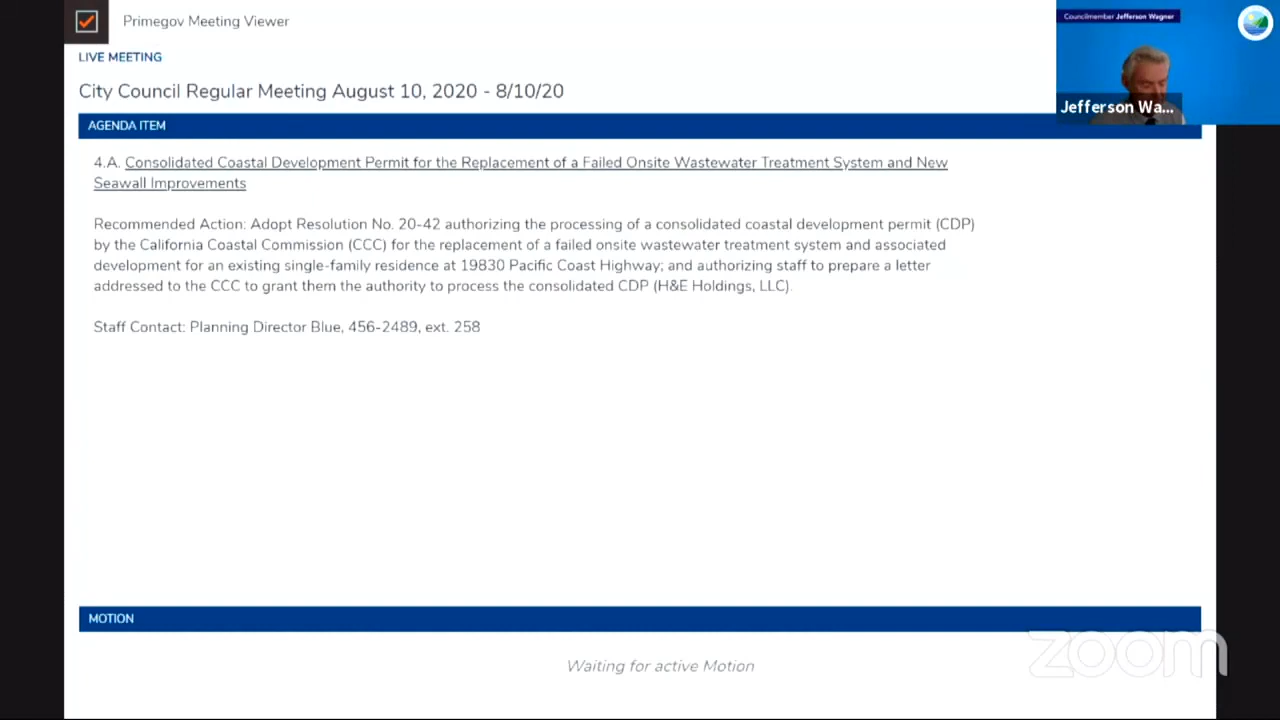 Primegov Meeting Viewer
Councilmember Jefferson Wagner
LIVE MEETING
City Council Regular Meeting August 10, 2020 - 8/10/20
Jefferson Wa...
AGENDA ITEM
4.A. Consolidated Coastal Development Permit for the Replacement of a Failed Onsite Wastewater Treatment System and New
Seawall Improvements
Recommended Action: Adopt Resolution No. 20-42 authorizing the processing of a consolidated coastal development permit (CDP)
by the California Coastal Commission (CCC) for the replacement of a failed onsite wastewater treatment system and associated
development for an existing single-family residence at 19830 Pacific Coast Highway; and authorizing staff to prepare a letter
addressed to the CCC to grant them the authority to process the consolidated CDP (H&E Holdings, LLC).
Staff Contact: Planning Director Blue, 456-2489, ext. 258
MOTION
Waiting for active Motion
zoom